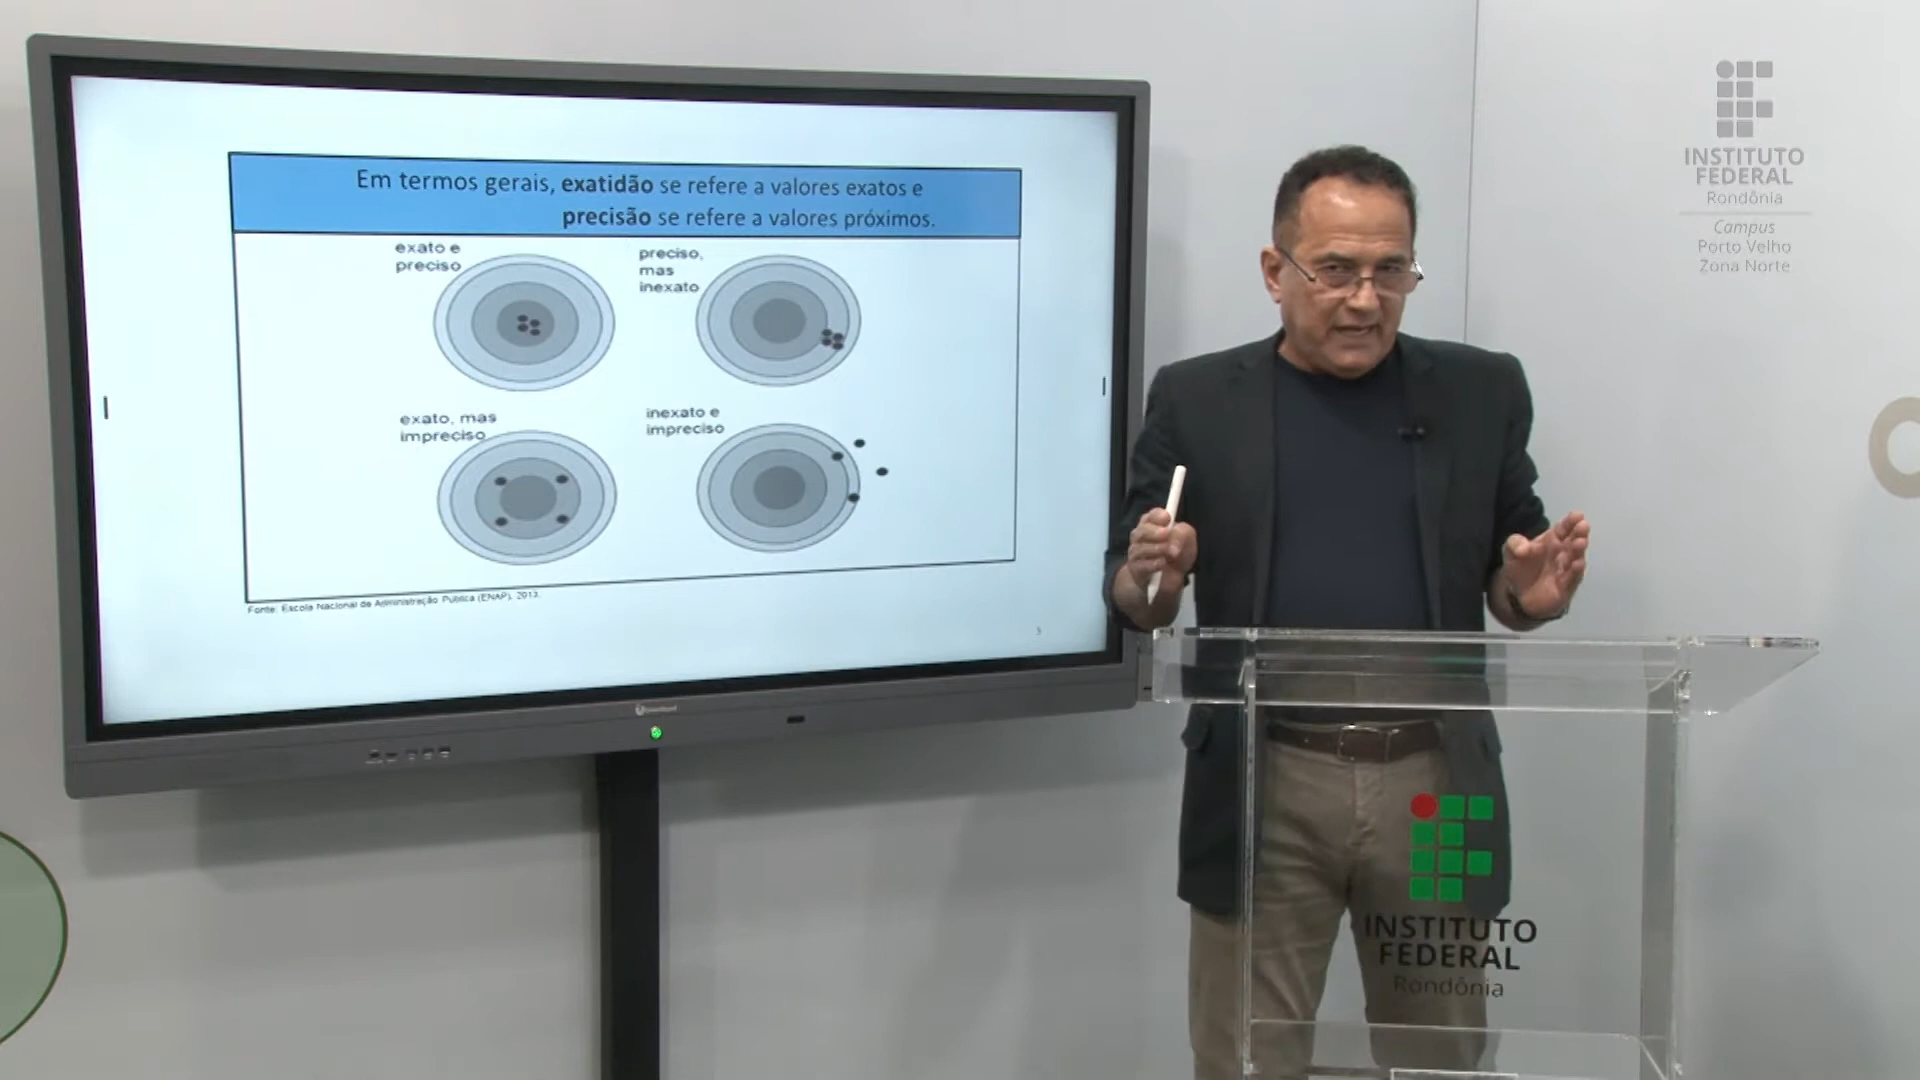 Em termos gerais, exatidão se refere a valores exatos e
precisão se refere a valores próximos.
exato e
preciso
preciso,
mas
inexato
exato, mas
impreciso
inexato e
impreciso
Fonte: Escola Nacional de Administração Pública (ENAP), 2013.
INSTITUTO
FEDERAL
Rondônia
Campus
Porto Velho
Zona Norte
INSTITUTO
FEDERAL
Rondônia